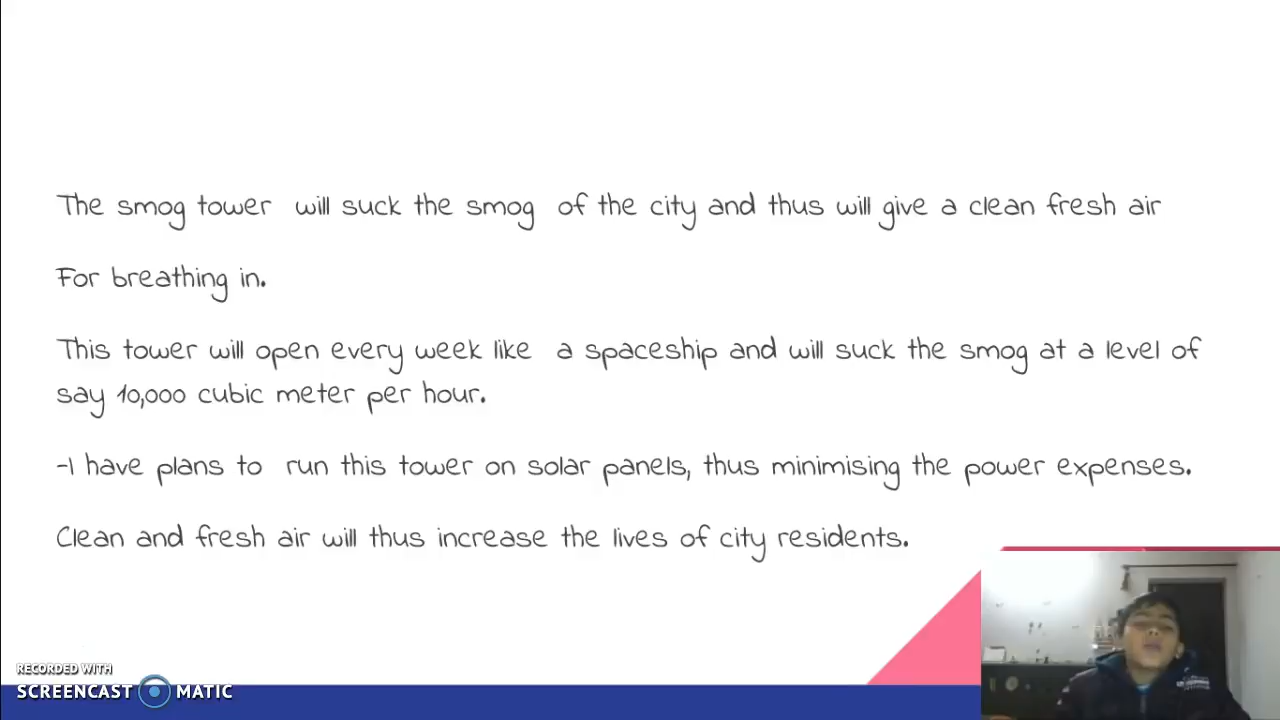 The smog tower will suck the smog of the city and thus will give a clean fresh air
For breathing in.
This tower will open every week like a spaceship and will suck the smog at a level of
say 10,000 cubic meter per hour.
-I have plans to run this tower on solar panels, thus minimising the power expenses.
Clean and fresh air will thus increase the lives of city residents.
RECORDED WITH
SCREENCAST MATIC